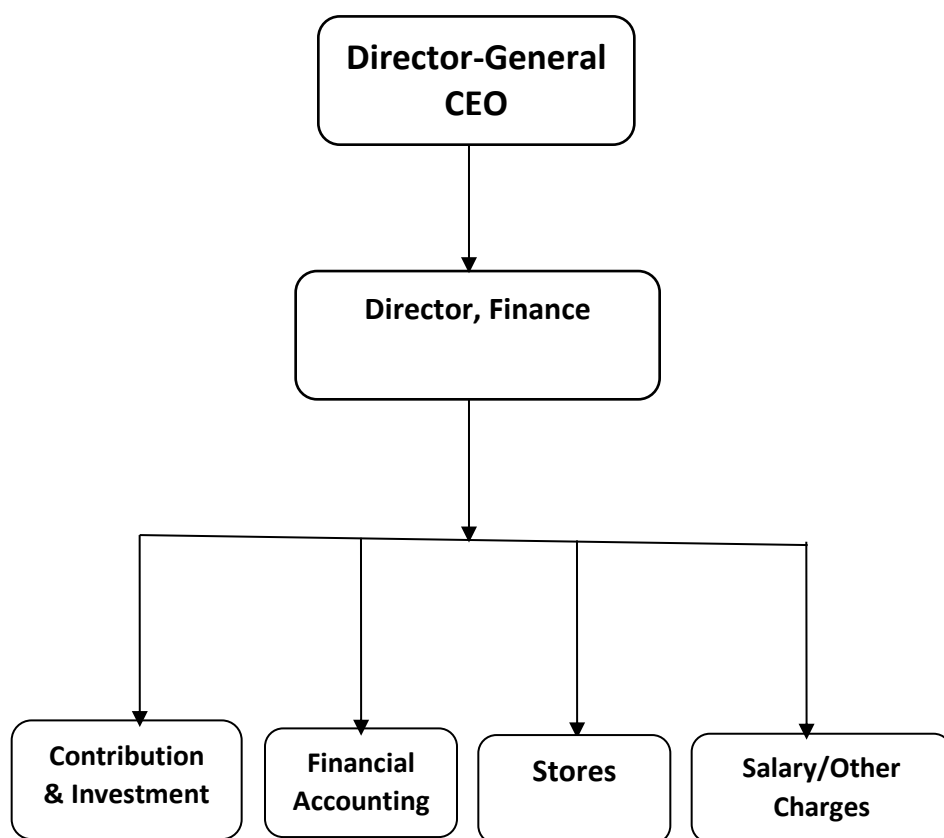 Director-General
CEO
Director, Finance
Contribution
& Investment
Financial
Accounting
Stores
Salary/Other
Charges